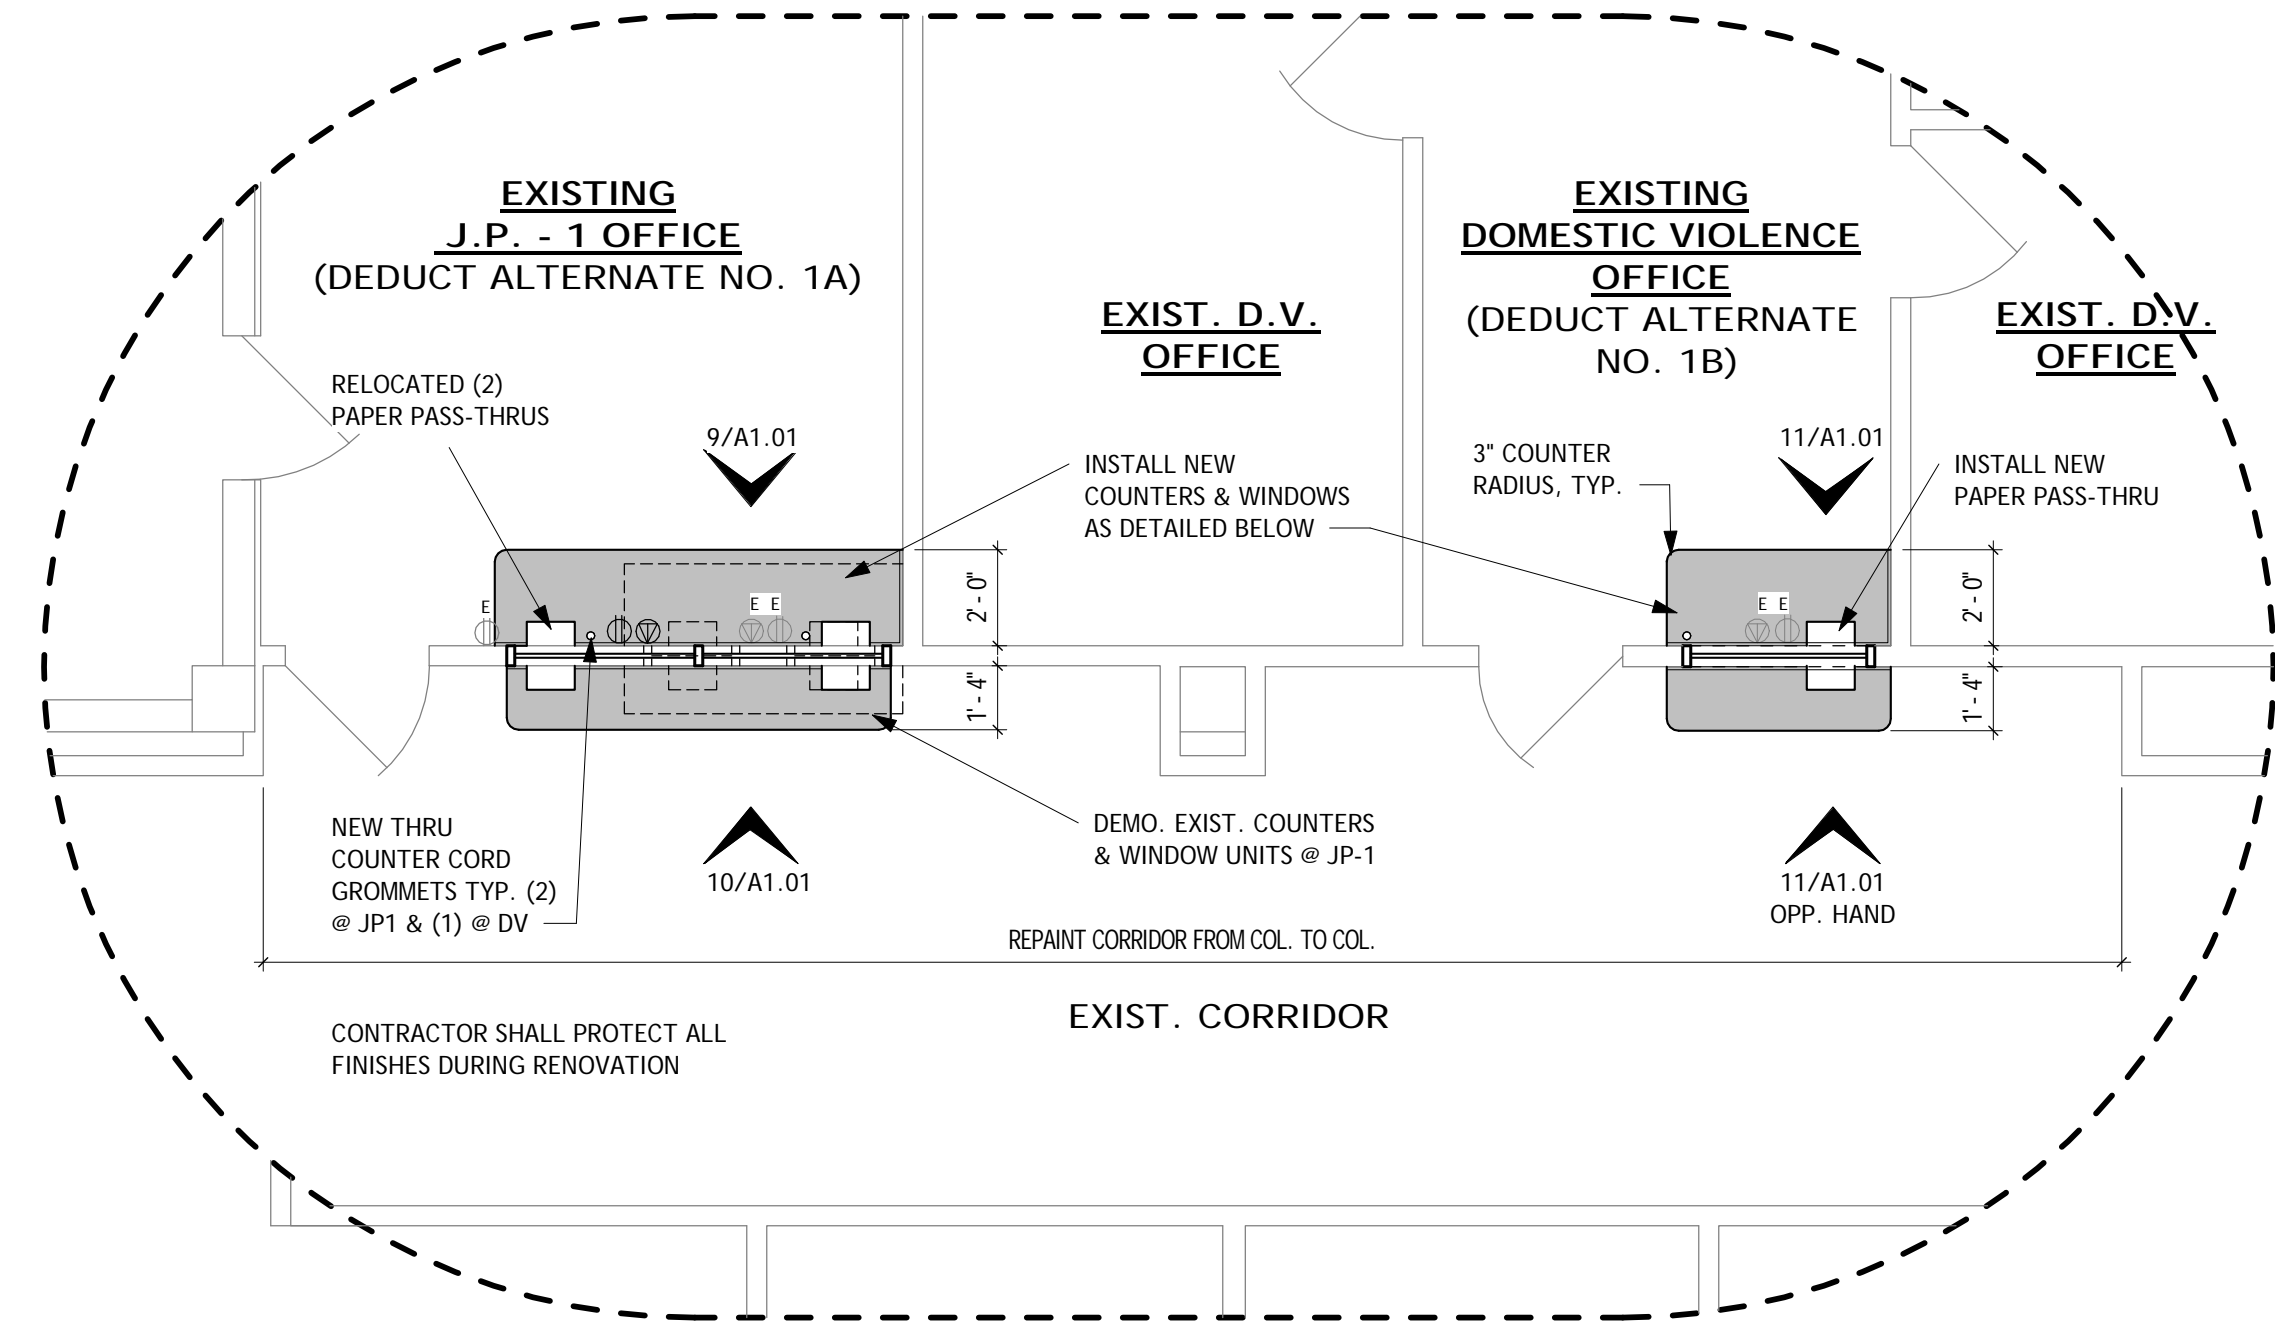 EXISTING
J.P. - 1 OFFICE
(DEDUCT ALTERNATE NO. 1A)
EXISTING
DOMESTIC VIOLENCE
OFFICE
(DEDUCT ALTERNATE
NO. 1B)
EXIST. D.V.
OFFICE
EXIST. D.V.
OFFICE
RELOCATED (2)
PAPER PASS-THRUS
9/A1.01
INSTALL NEW
COUNTERS & WINDOWS
AS DETAILED BELOW
3" COUNTER
RADIUS, TYP.
11/A1.01
INSTALL NEW
PAPER PASS-THRU
E
E E
2' - 0"
1' - 4"
E E
2' - 0"
1' - 4"
NEW THRU
COUNTER CORD
GROMMETS TYP. (2)
@ JP1 & (1) @ DV
10/A1.01
DEMO. EXIST. COUNTERS
& WINDOW UNITS @ JP-1
11/A1.01
OPP. HAND
REPAINT CORRIDOR FROM COL. TO COL.
EXIST. CORRIDOR
CONTRACTOR SHALL PROTECT ALL
FINISHES DURING RENOVATION